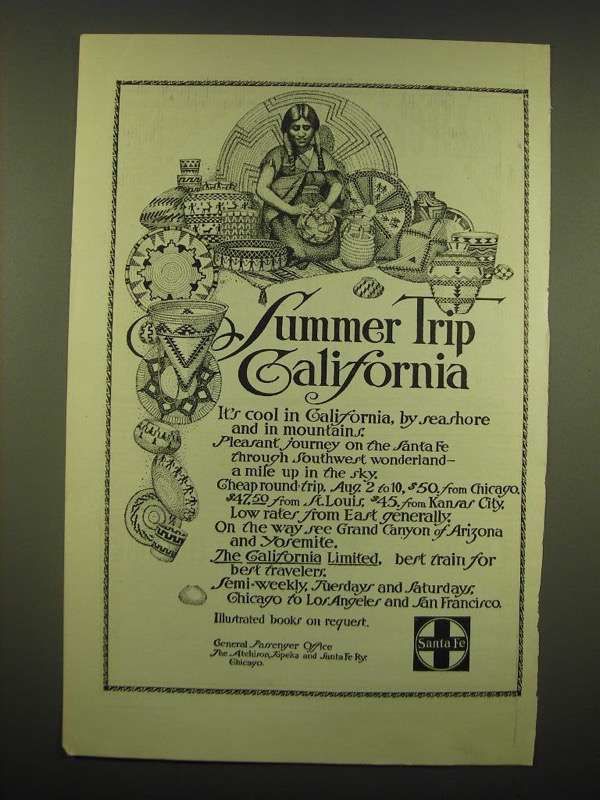 Summer Trip
California
It's cool in California, by seashore
and in mountains.
Pleasant journey on the Santa Fe
through Southwest wonderland—
a mile up in the sky.
Cheap round-trip, Aug. 2 to 10, $50, from Chicago,
$47.50 from St. Louis, $45, from Kansas City.
Low rates from East generally.
On the way see Grand Canyon of Arizona
and Yosemite.
The California Limited, best train for
best travelers,
Semi-weekly, Tuesdays and Saturdays,
Chicago to Los Angeles and San Francisco.
Illustrated books on request.
General Passenger Office
The Atchison, Topeka and Santa Fe Ry.
Chicago.
Santa Fe